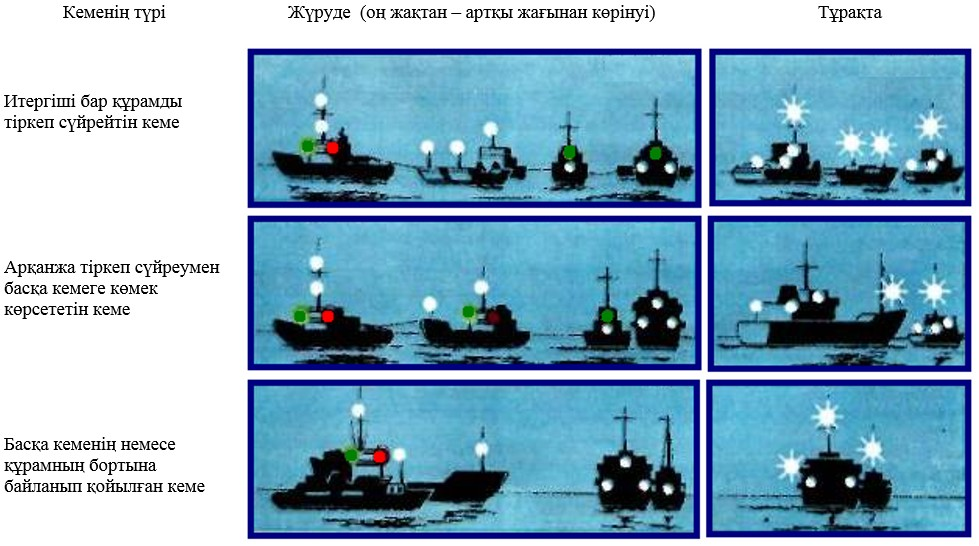 Кеменің түрі
Жүруде (оң жақтан – артқы жағынан көрінуі)
Тұрақта
Итергіші бар құрамды
тіркеп сүйрейтін кеме
Арқанжа тіркеп сүйреумен
басқа кемеге көмек
көрсететін кеме
Басқа кеменің немесе
құрамның бортына
байланып қойылған кеме